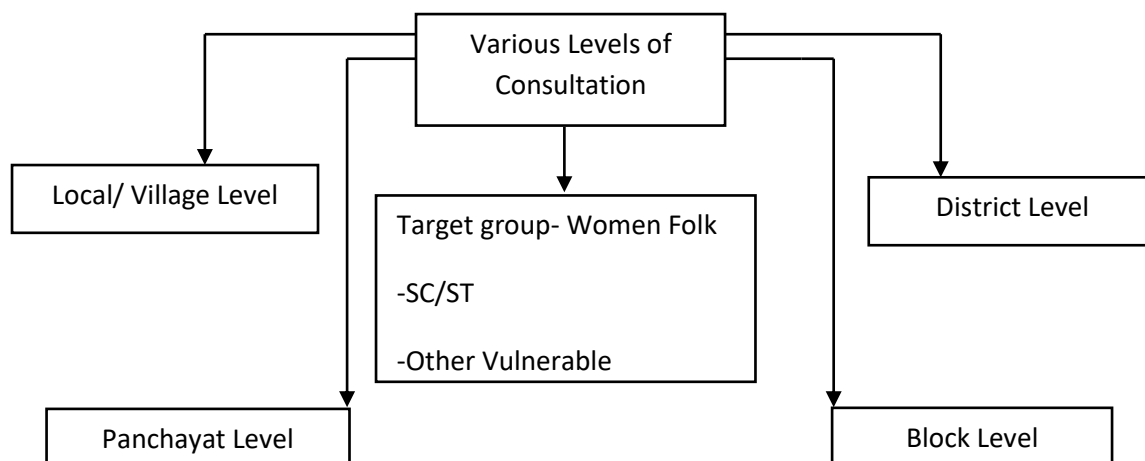 Various Levels of
Consultation
Local/ Village Level
Target group- Women Folk
-SC/ST
-Other Vulnerable
District Level
Panchayat Level
Block Level